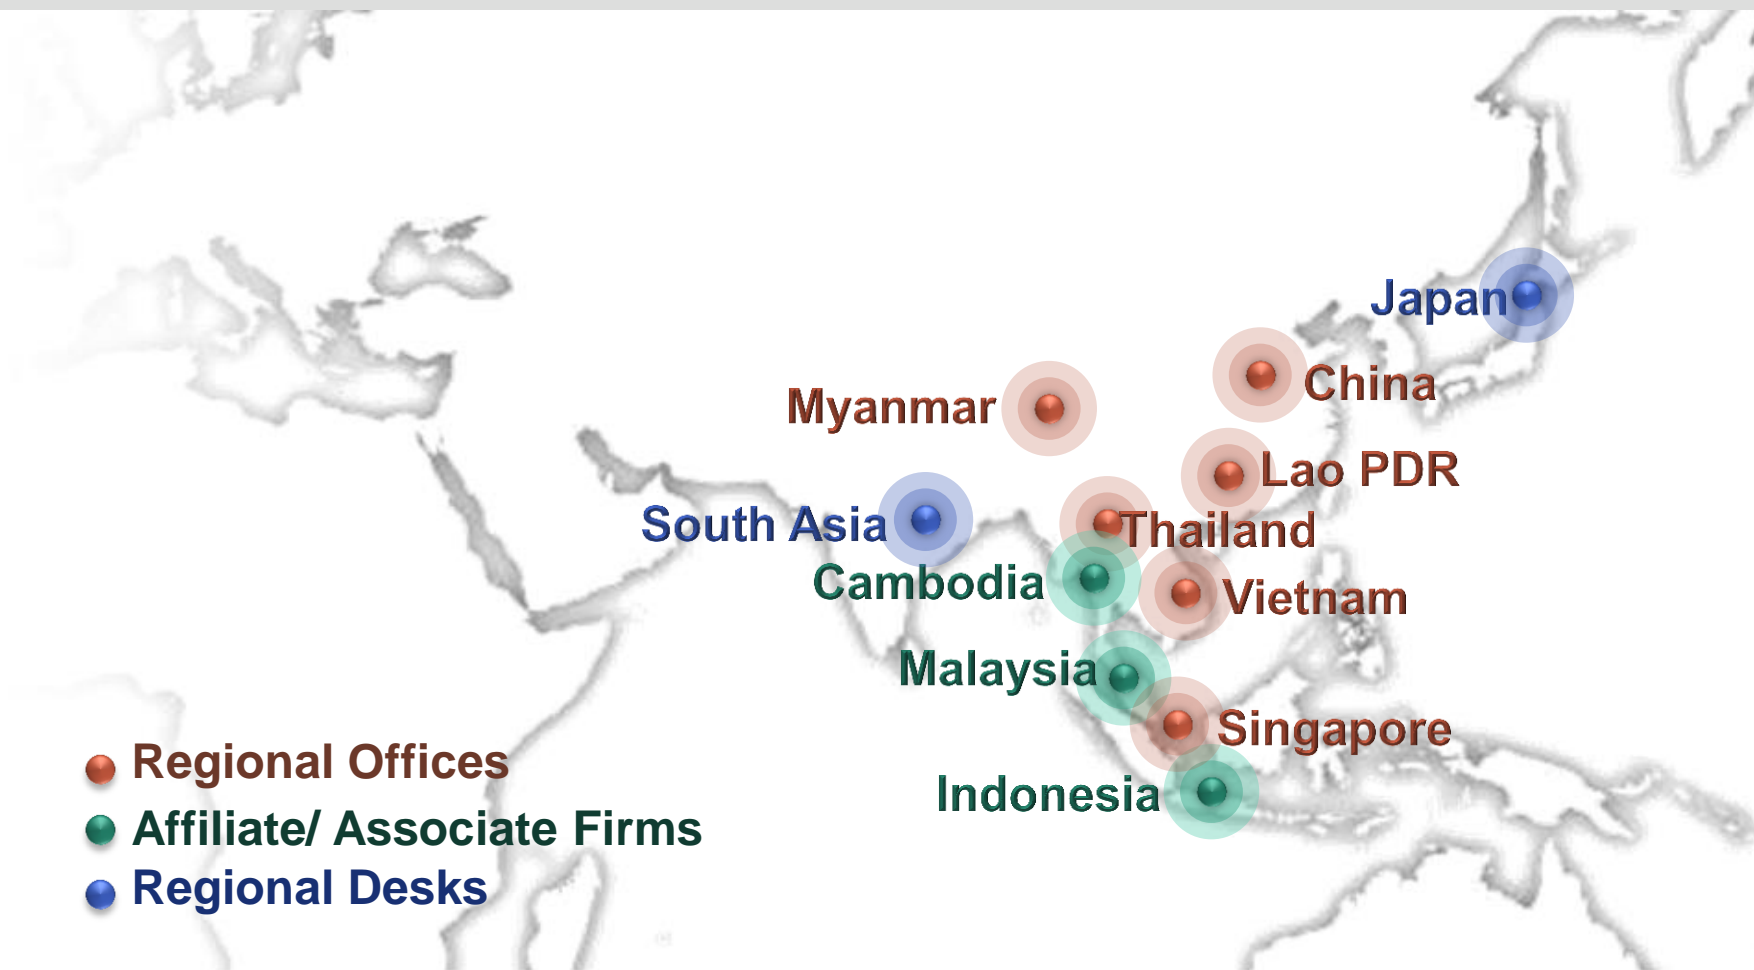 Japan
China
Myanmar
Lao PDR
South Asia
Thailand
Cambodia
Vietnam
Malaysia
Singapore
Indonesia
Regional Offices
Affiliate/ Associate Firms
Regional Desks